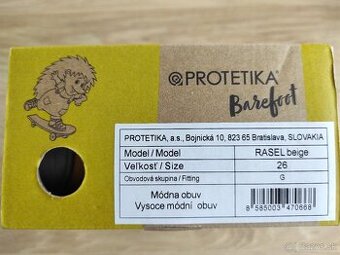 PROTETIKA®
Barefoot
PROTETIKA, a.s., Bojnická 10, 823 65 Bratislava, SLOVAKIA
Model / Model RASEL beige
Veľkosť / Size 26
Obvodová skupina / Fitting G
Módna obuv
Vysoce módní obuv
8 585003 470668